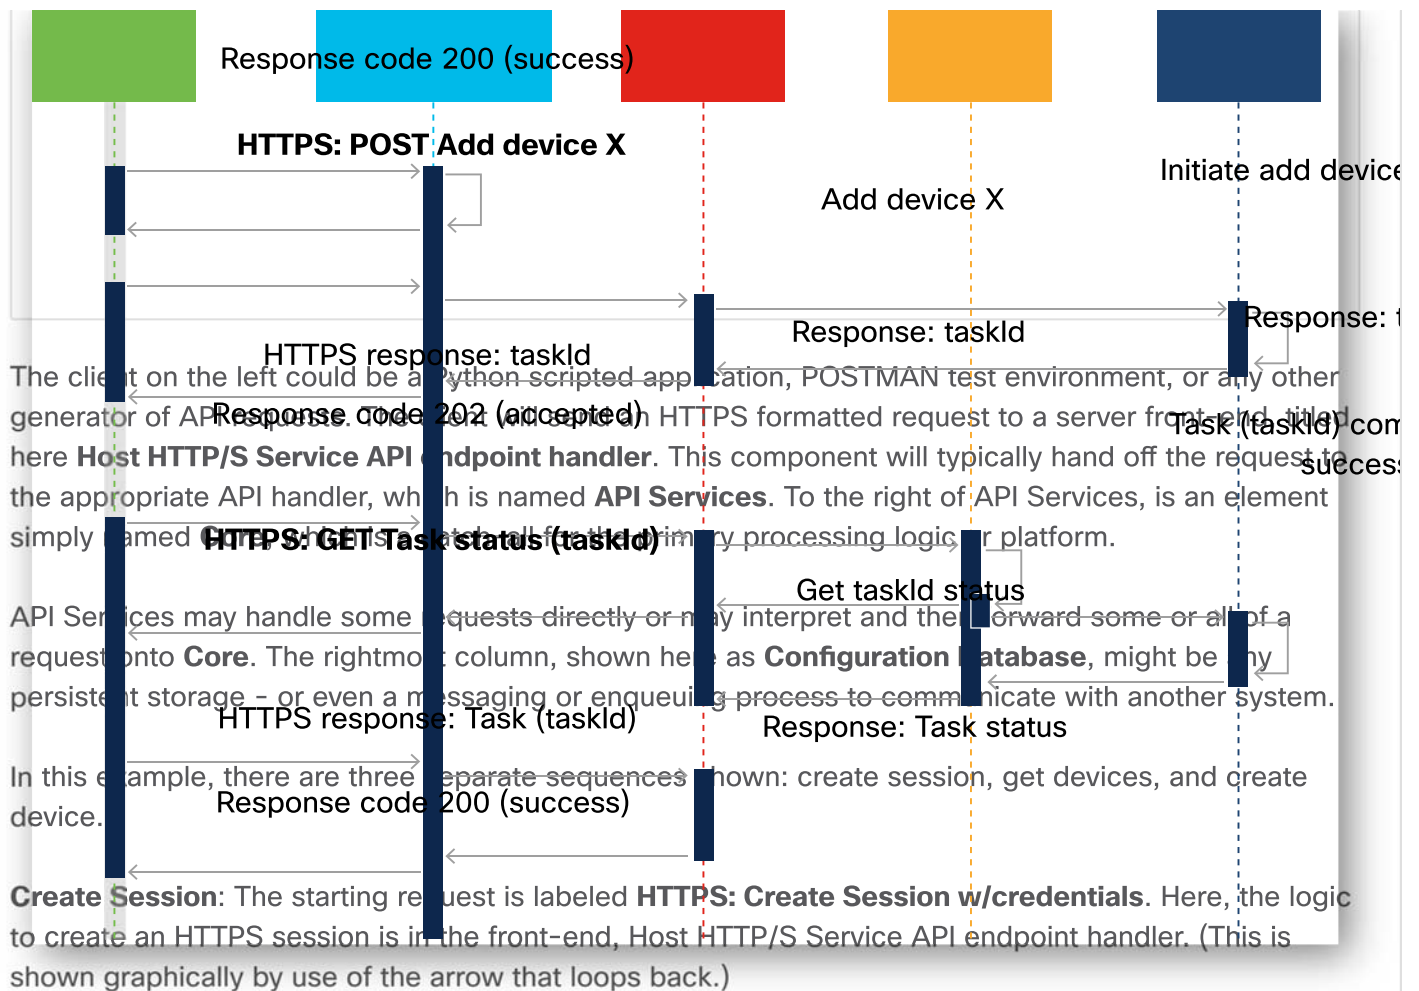 Response code 200 (success)
HTTPS: POST Add device X
Initiate add device
Add device X
Response: taskId
HTTPS response: taskId
Response code 202 (accepted)
The client on the left could be a Python scripted application, POSTMAN test environment, or any other
generator of API requests. The client will send an HTTPS formatted request to a server front-end, titled
here Host HTTP/S Service API endpoint handler. This component will typically hand off the request to
the appropriate API handler, which is named API Services. To the right of API Services, is an element
simply named Core, which is a catch-all for the primary processing logic or platform.
Response:
Task (taskId)
HTTPS: GET Task status (taskId)
Get taskId status
API Services may handle some requests directly or may interpret and then forward some or all of a
request onto Core. The rightmost column, shown here as Configuration Database, might be any
persistent storage – or even a messaging or enqueuing process to communicate with another system.
HTTPS response: Task (taskId)
Response: Task status
In this example, there are three separate sequences shown: create session, get devices, and create
device.
Response code 200 (success)
Create Session: The starting request is labeled HTTPS: Create Session w/credentials. Here, the logic
to create an HTTPS session is in the front-end, Host HTTP/S Service API endpoint handler. (This is
shown graphically by use of the arrow that loops back.)